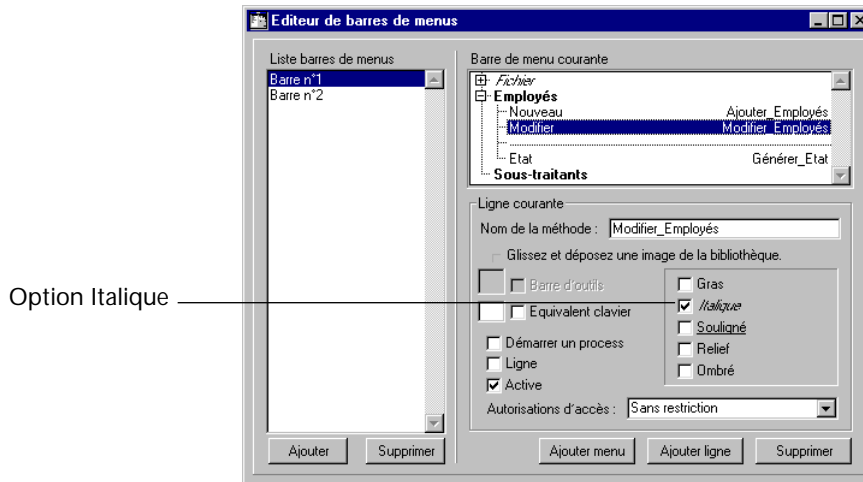 Editeur de barres de menus
Liste barres de menus
Barre n°1
Barre n°2
Ajouter
Supprimer
Barre de menu courante
Fichier
Employés
Nouveau Ajouter_Employés
Modifier Modifier_Employés
Etat Générer_Etat
Sous-traitants
Ligne courante
Nom de la méthode : Modifier_Employés
Glissez et déposez une image de la bibliothèque.
Barre d'outils
Equivalent clavier
Démarrer un process
Ligne
Active
Gras
Italique
Souligné
Relief
Ombré
Autorisations d'accès : Sans restriction
Ajouter menu
Ajouter ligne
Supprimer
Option Italique